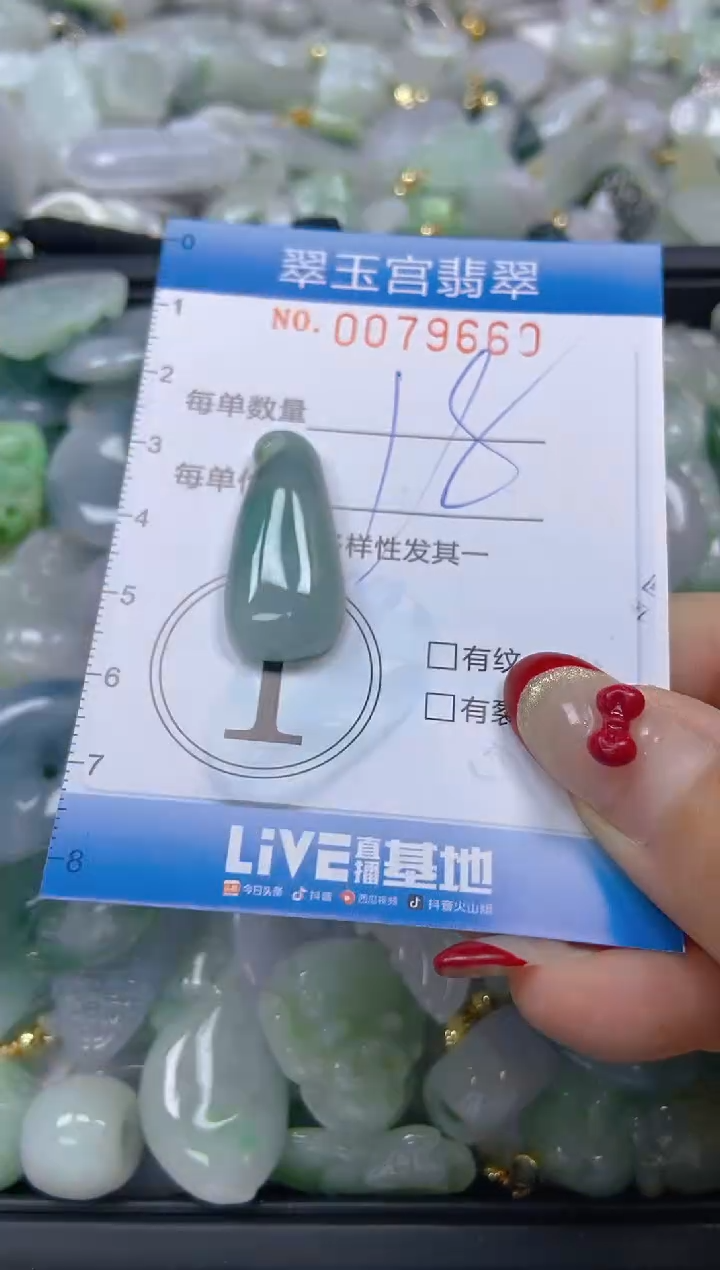 0
翠玉宫翡翠
1
NO. 0079660
2
每单数量
18
3
每单
4
样性发其一
5
□有纹
6
□有裂
7
LiVE直播基地
8
今日头条 抖音 西瓜视频 抖音火山版